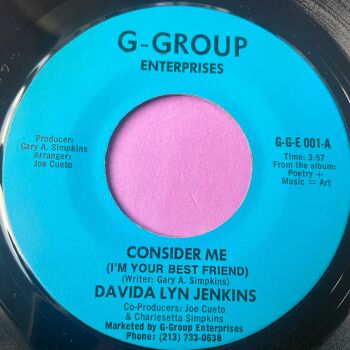 G-GROUP
ENTERPRISES
Producer:
Gary A. Simpkins
Arranger:
Joe Cueto
G-G-E 001-A
Time: 3:57
From the album:
Poetry +
Music = Art
CONSIDER ME
(I'M YOUR BEST FRIEND)
(Writer: Gary A. Simpkins)
DAVIDA LYN JENKINS
Co-Producers: Joe Cueto
& Charlesetta Simpkins
Marketed by G-Group Enterprises
Phone: (213) 733-0638